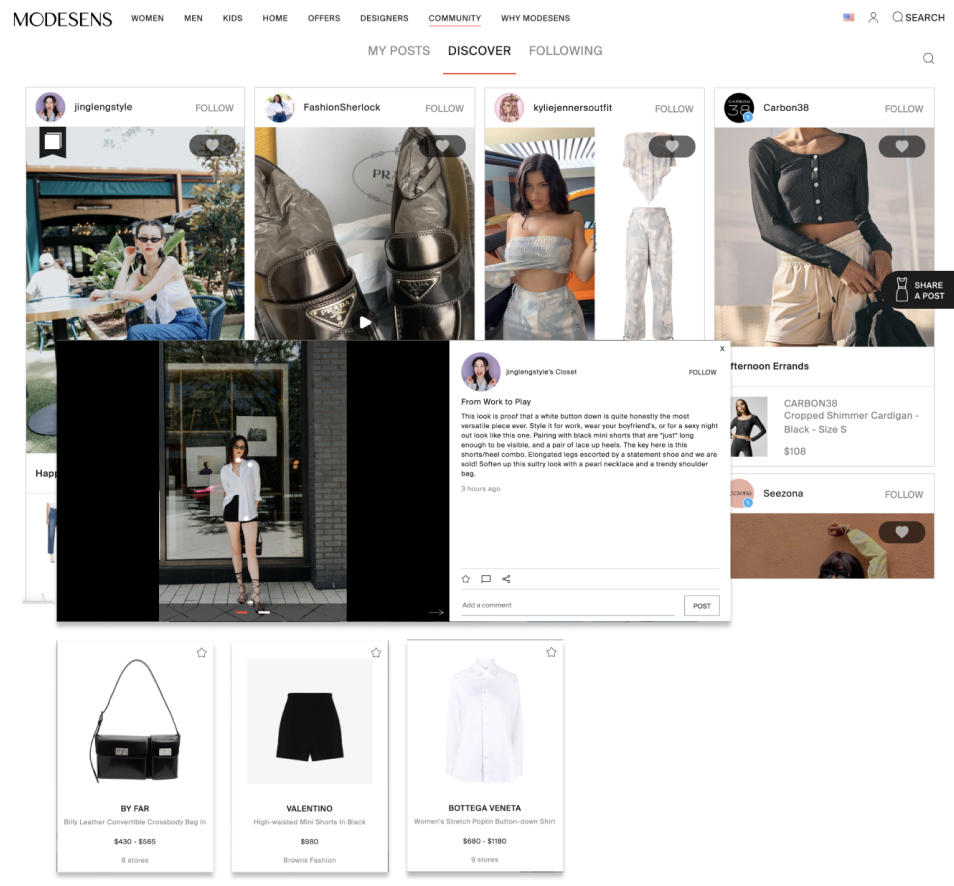 MODESENS
WOMEN MEN KIDS HOME OFFERS DESIGNERS COMMUNITY WHY MODESENS
SEARCH
MY POSTS DISCOVER FOLLOWING
jinglengstyle FOLLOW
FashionSherlock FOLLOW
kyliejennersoutfit FOLLOW
CARBON
38
Carbon38 FOLLOW
PRADA
PRADA
SHARE
A POST
fternoon Errands
CARBON38
Cropped Shimmer Cardigan -
Black - Size S
$108
Happ
Seezona FOLLOW
X
jinglengstyle's Closet FOLLOW
From Work to Play
This look is proof that a white button down is quite honestly the most
versatile piece ever. Style it for work, wear your boyfriend's, or for a sexy night
out look like this one. Pairing with black mini shorts that are "just" long
enough to be visible, and a pair of lace up heels. The key here is this
shorts/heel combo. Elongated legs escorted by a statement shoe and we are
sold! Soften up this sultry look with a pearl necklace and a trendy shoulder
bag.
3 hours ago
Add a comment POST
BY FAR
Billy Leather Convertible Crossbody Bag In
$430 - $565
8 stores
VALENTINO
High-waisted Mini Shorts In Black
$980
Browns Fashion
BOTTEGA VENETA
Women's Stretch Poplin Button-down Shirt
$680 - $1180
9 stores